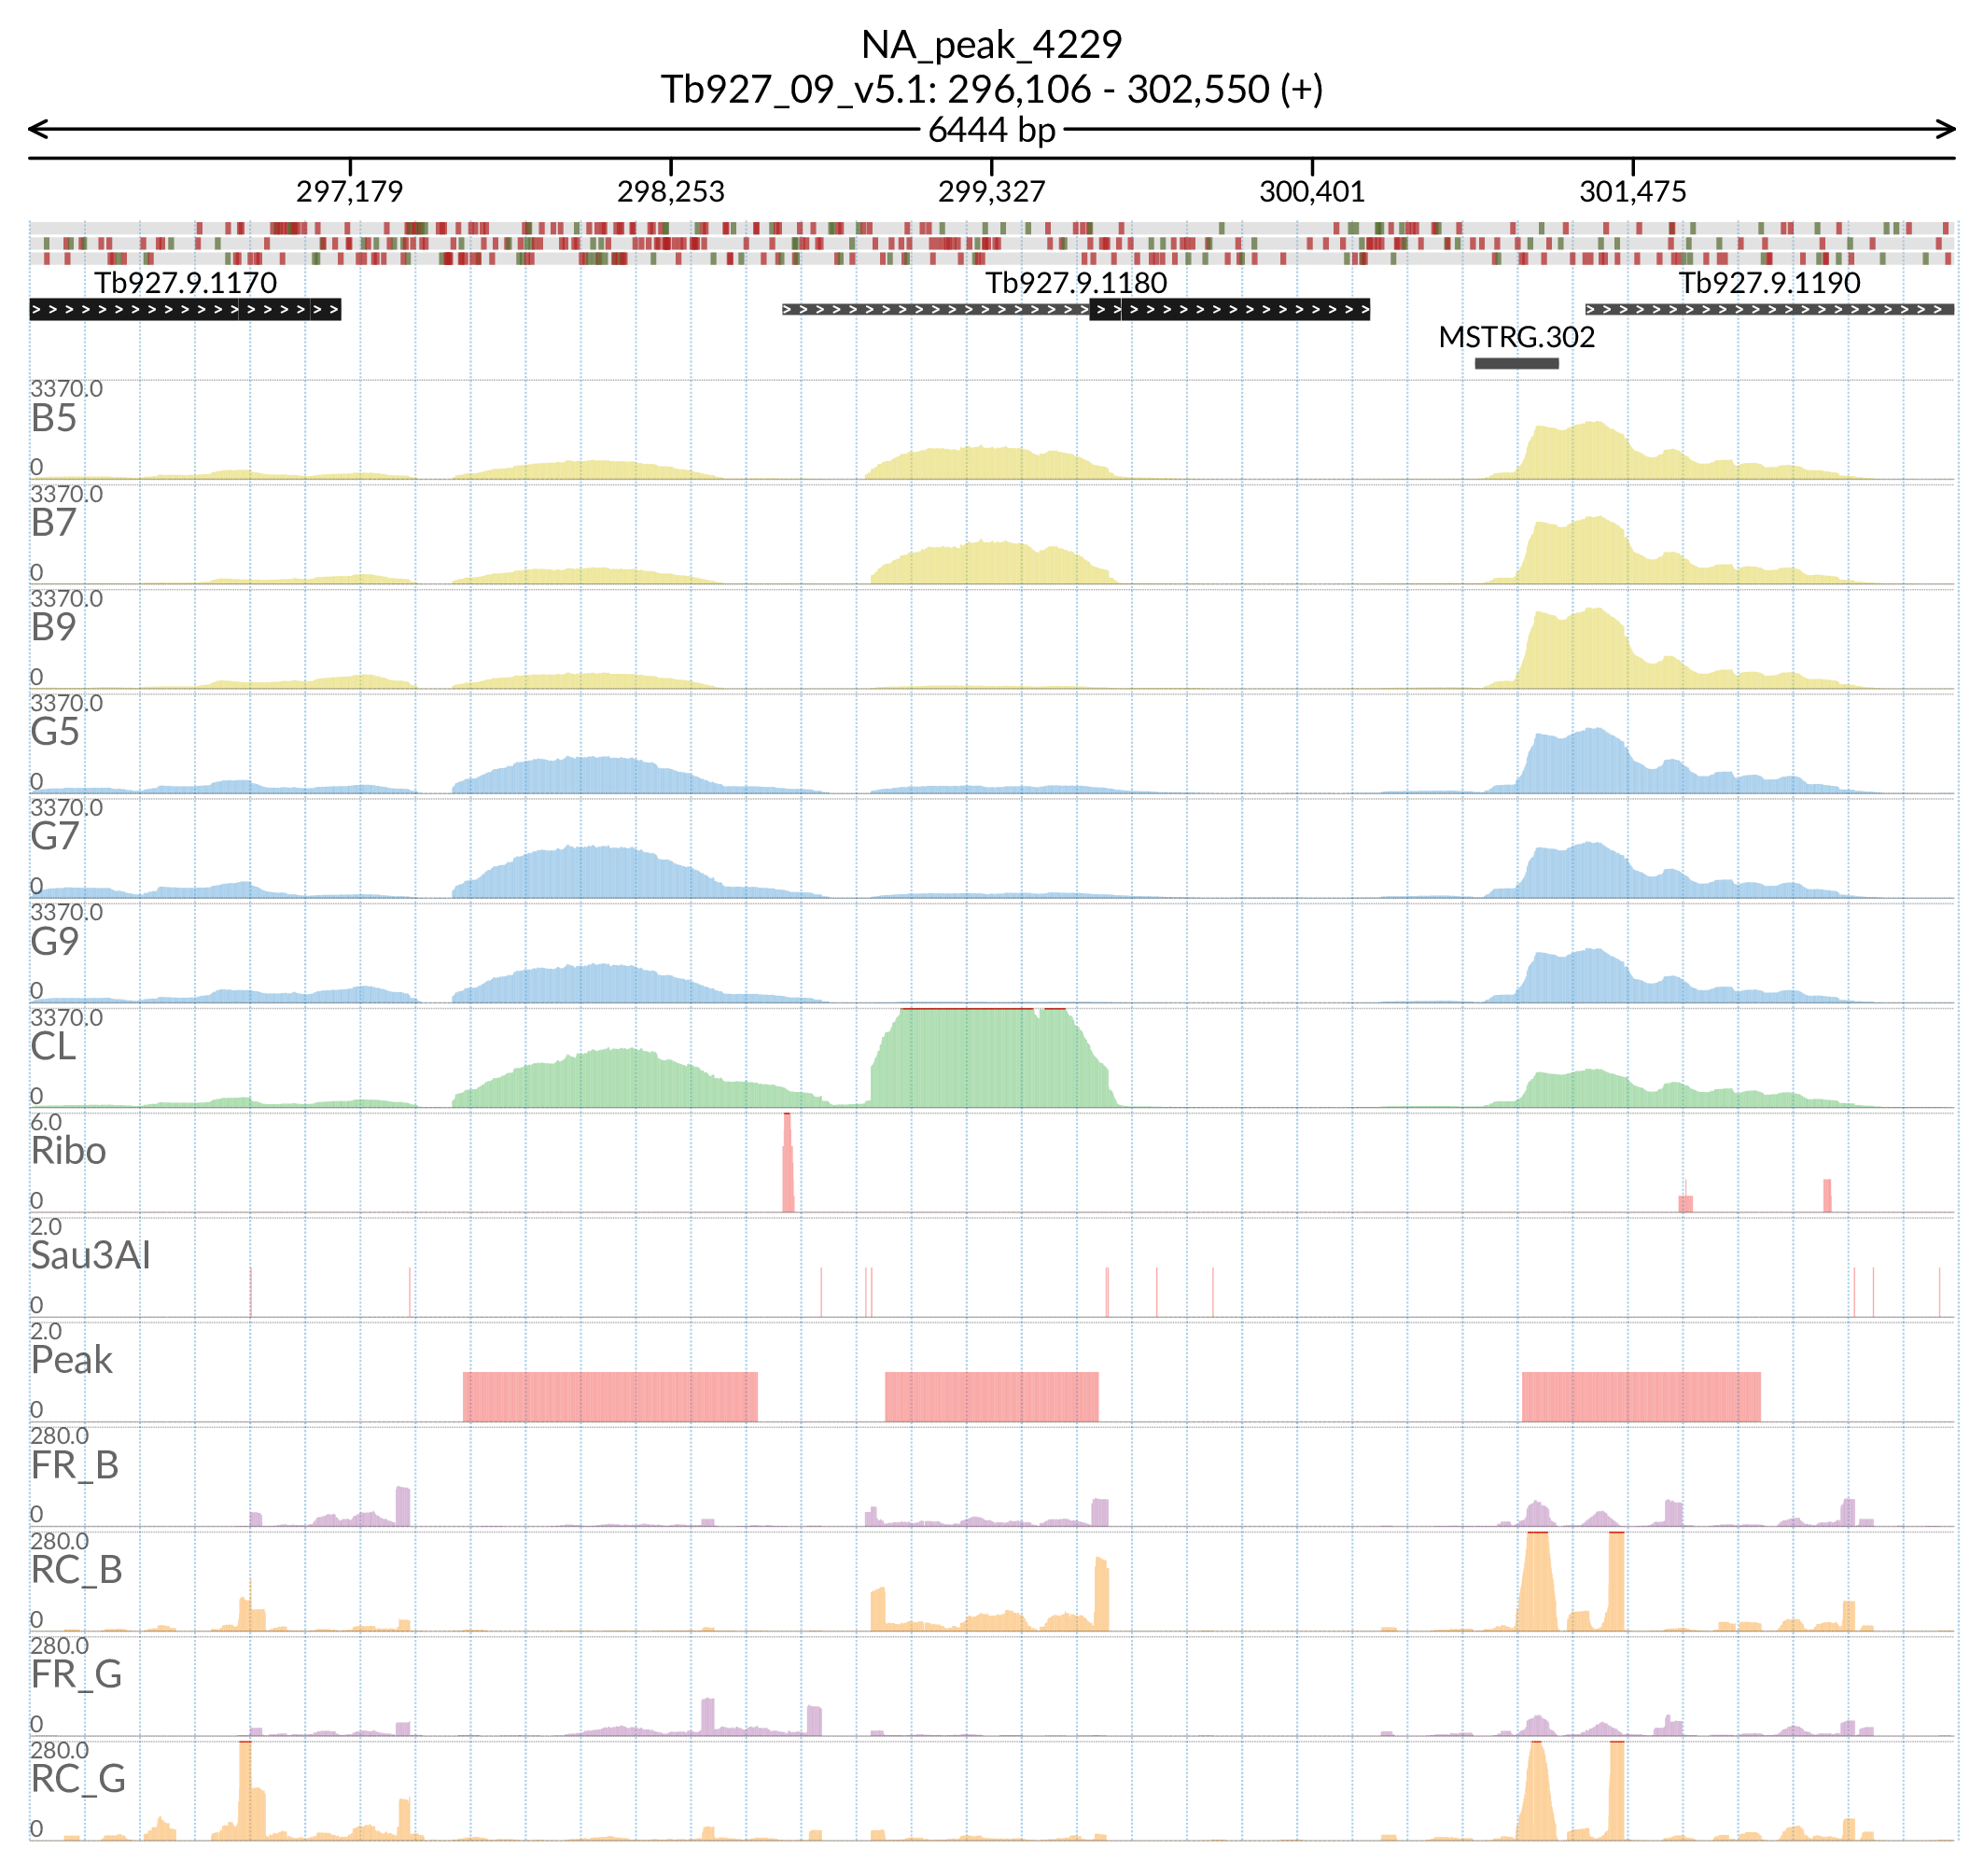 NA_peak_4229
Tb927_09_v5.1: 296,106 - 302,550 (+)
6444 bp
297,179 298,253 299,327 300,401 301,475
Tb927.9.1170 Tb927.9.1180 Tb927.9.1190
MSTRG.302
3370.0
B5
0
3370.0
B7
0
3370.0
B9
0
3370.0
G5
0
3370.0
G7
0
3370.0
G9
0
3370.0
CL
0
6.0
Ribo
0
2.0
Sau3AI
0
2.0
Peak
0
280.0
FR_B
0
280.0
RC_B
0
280.0
FR_G
0
280.0
RC_G
0